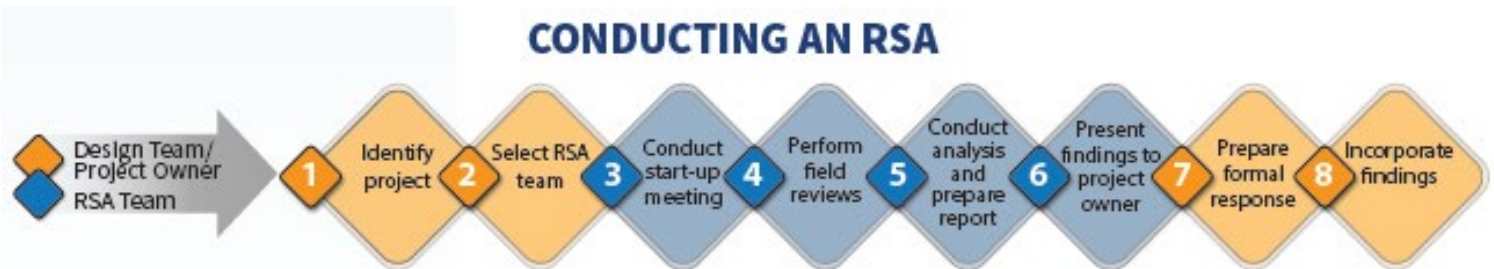 CONDUCTING AN RSA
Design Team/
Project Owner
RSA Team
1
Identify
project
2
Select RSA
team
3
Conduct
start-up
meeting
4
Perform
field
reviews
5
Conduct
analysis
and
prepare
report
6
Present
findings to
project
owner
7
Prepare
formal
response
8
Incorporate
findings